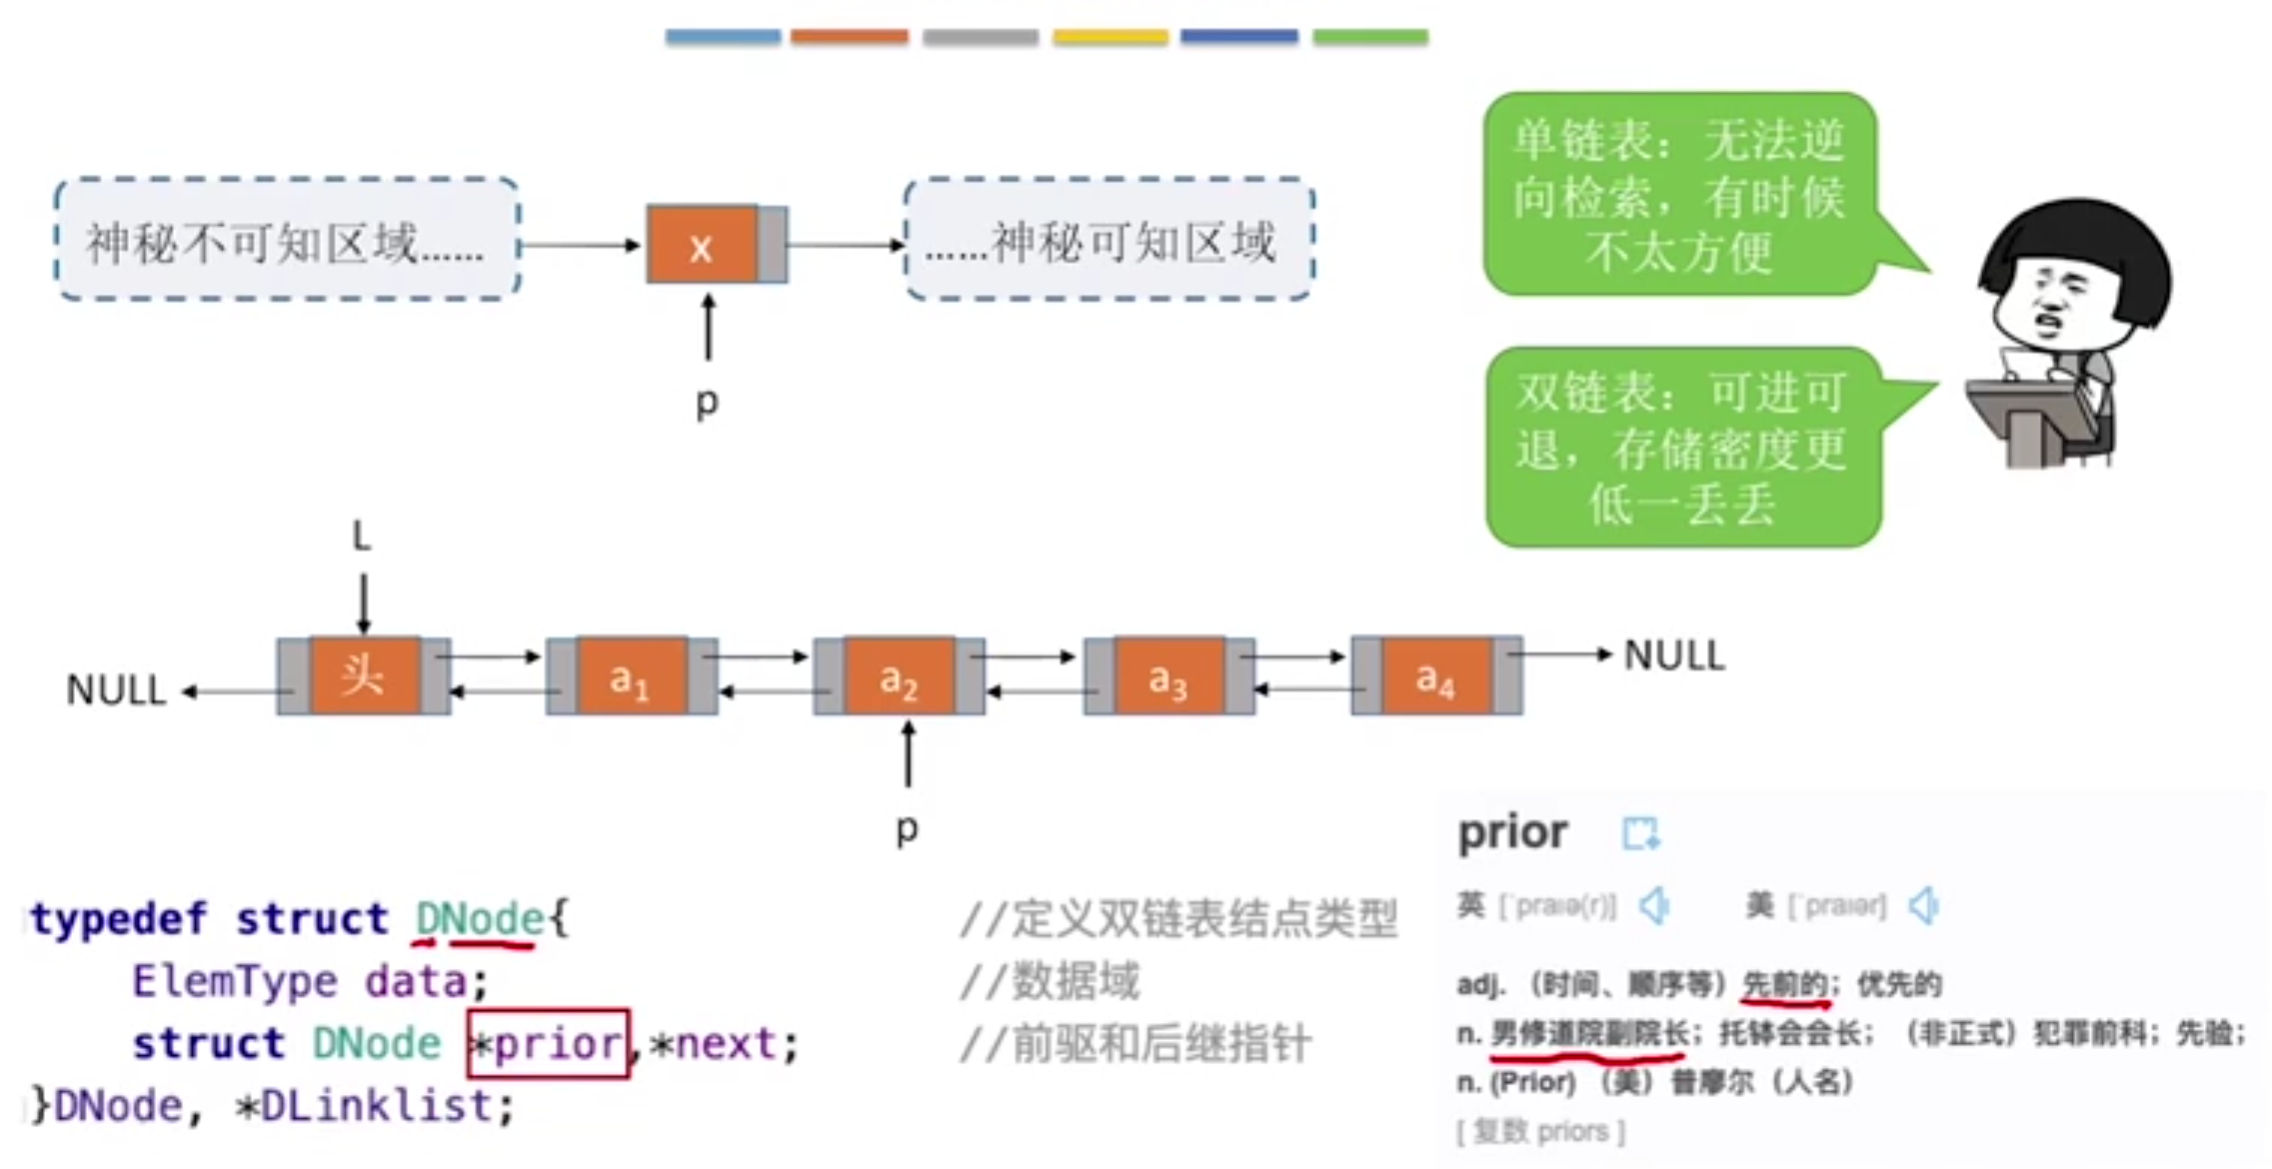 单链表：无法逆
向检索，有时候
不太方便
神秘不可知区域……
x
……神秘可知区域
p
双链表：可进可
退，存储密度更
低一丢丢
L
NULL
头
a1
a2
a3
a4
NULL
p
typedef struct DNode{ //定义双链表结点类型
ElemType data; //数据域
struct DNode *prior,*next; //前驱和后继指针
}DNode, *DLinklist;
prior
英 [ˈpraɪə(r)] 美 [ˈpraɪər]
adj. （时间、顺序等）先前的；优先的
n. 男修道院副院长；托钵会会长；（非正式）犯罪前科；先验；
n. (Prior) （美）普摩尔（人名）
[ 复数 priors ]